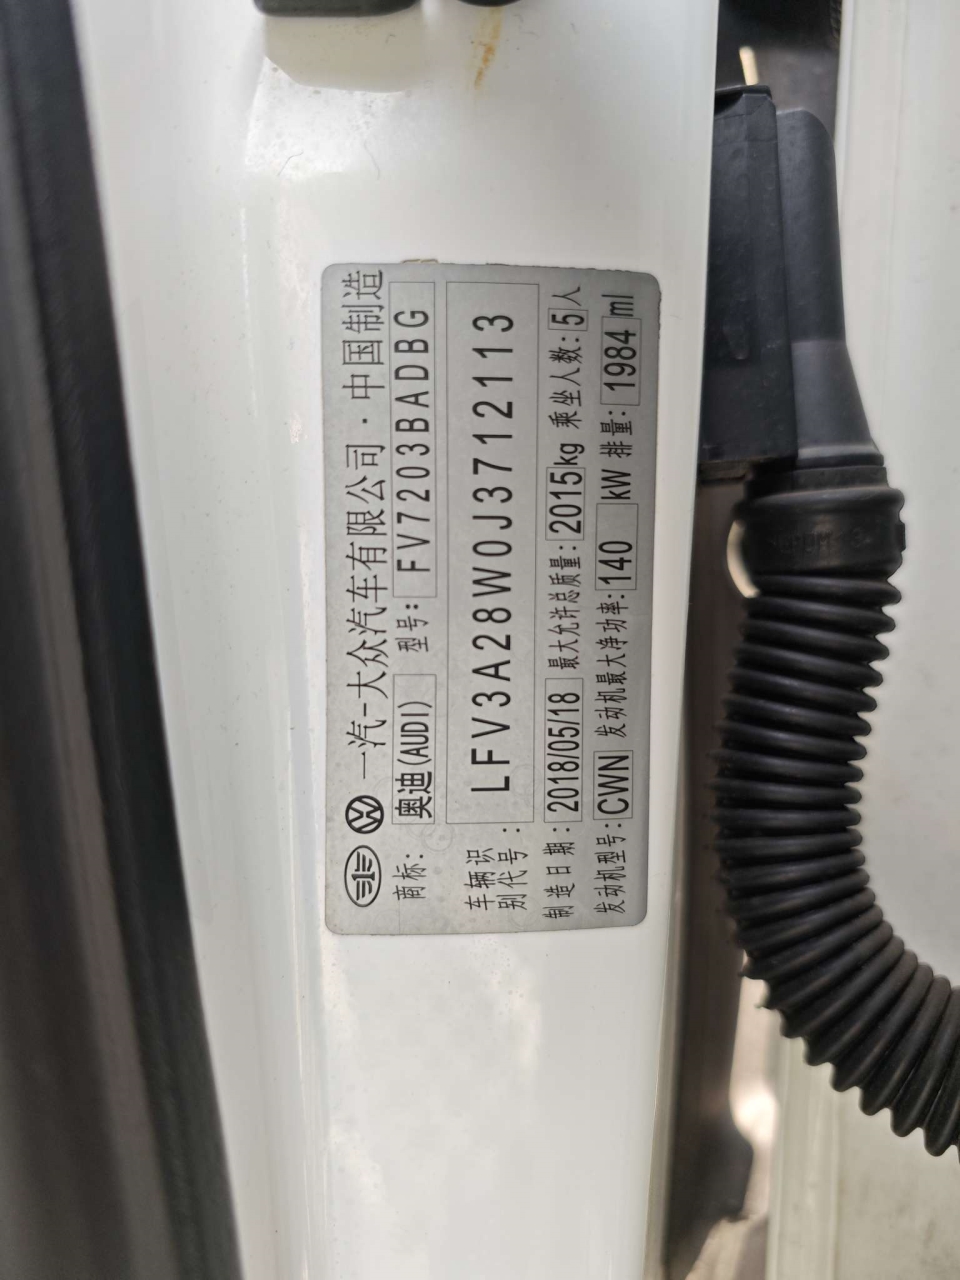 一汽-大众汽车有限公司·中国制造
商标: 奥迪(AUDI) 型号: FV7203BADBG
车辆识别代号: LFV3A28W0J3712113
制造日期: 2018/05/18 最大允许总质量: 2015kg 乘坐人数: 5人
发动机型号: CWN 发动机最大净功率: 140 kW 排量: 1984 ml